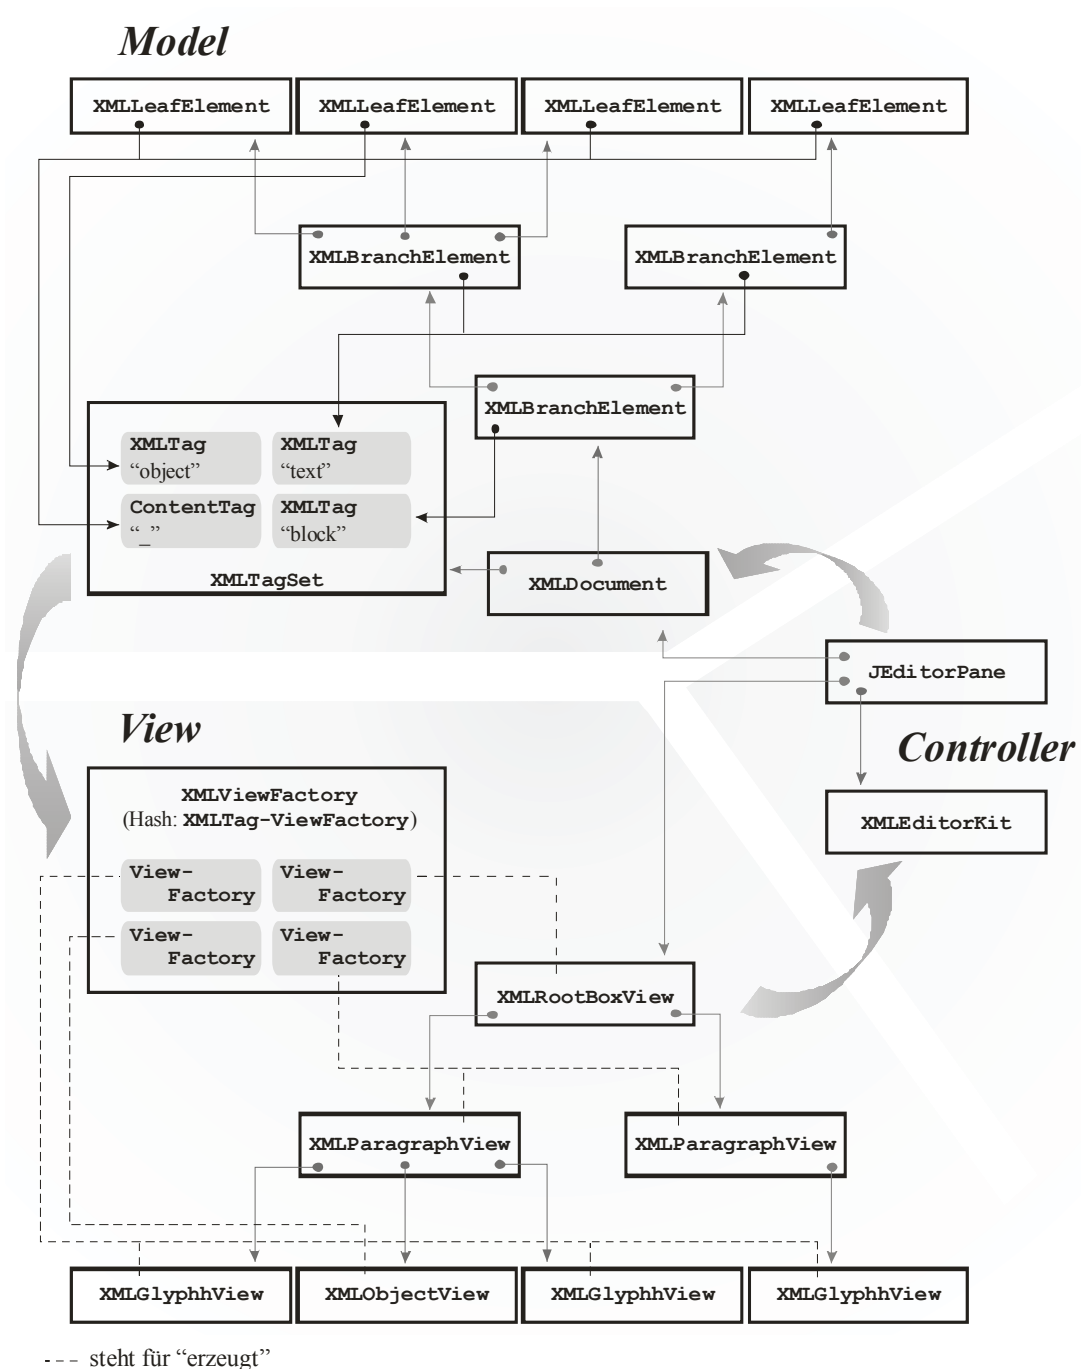 Model
XMLLeafElement XMLLeafElement XMLLeafElement XMLLeafElement
XMLBranchElement XMLBranchElement
XMLBranchElement
XMLTag XMLTag
“object” “text”
ContentTag XMLTag
“_” “block”
XMLTagSet
XMLDocument
JEditorPane
View
Controller
XMLViewFactory
(Hash: XMLTag-ViewFactory)
XMLEditorKit
View- View-
Factory Factory
View- View-
Factory Factory
XMLRootBoxView
XMLParagraphView XMLParagraphView
XMLGlyphhView XMLObjectView XMLGlyphhView XMLGlyphhView
--- steht für “erzeugt”